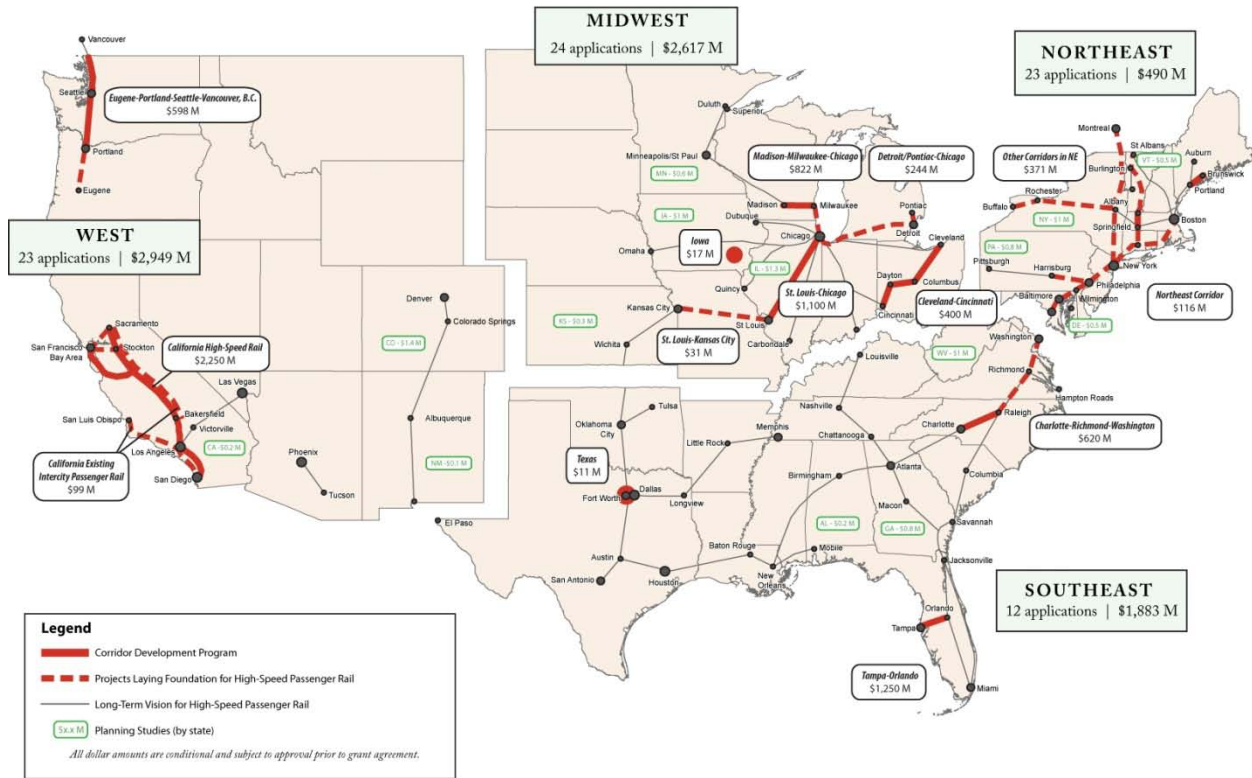 MIDWEST
24 applications | $2,617 M
NORTHEAST
23 applications | $490 M
WEST
23 applications | $2,949 M
SOUTHEAST
12 applications | $1,883 M
Vancouver
Seattle
Eugene-Portland-Seattle-Vancouver, B.C.
$598 M
Portland
Eugene
Sacramento
San Francisco
Bay Area
Stockton
California High-Speed Rail
$2,250 M
Las Vegas
San Luis Obispo
Bakersfield
Victorville
Los Angeles
CA - $0.2 M
California Existing
Intercity Passenger Rail
$99 M
San Diego
Phoenix
Tucson
Denver
Colorado Springs
CO - $1.4 M
Albuquerque
NM - $0.1 M
El Paso
Duluth
Superior
Minneapolis/St Paul
MN - $0.6 M
Madison-Milwaukee-Chicago
$822 M
Detroit/Pontiac-Chicago
$244 M
Madison
Milwaukee
Pontiac
Detroit
IA - $1 M
Dubuque
Chicago
Cleveland
Omaha
Iowa
$17 M
IL - $1.3 M
Quincy
Dayton
Columbus
St. Louis-Chicago
$1,100 M
Cleveland-Cincinnati
$400 M
Cincinnati
Kansas City
KS - $0.3 M
St Louis
Carbondale
St. Louis-Kansas City
$31 M
Wichita
Montreal
St Albans
VT - $0.5 M
Auburn
Other Corridors in NE
$371 M
Burlington
Brunswick
Portland
Rochester
Buffalo
Albany
NY - $1 M
Boston
Springfield
PA - $0.8 M
Pittsburgh
Harrisburg
New York
Philadelphia
Baltimore
Wilmington
Northeast Corridor
$116 M
DE - $0.5 M
Washington
WV - $1 M
Louisville
Richmond
Hampton Roads
Nashville
Raleigh
Charlotte
Charlotte-Richmond-Washington
$620 M
Tulsa
Oklahoma
City
Little Rock
Memphis
Chattanooga
Texas
$11 M
Birmingham
Atlanta
Columbia
Fort Worth
Dallas
Longview
Macon
AL - $0.2 M
GA - $0.8 M
Savannah
Austin
Baton Rouge
Mobile
Jacksonville
San Antonio
Houston
New
Orleans
Orlando
Tampa
Tampa-Orlando
$1,250 M
Miami
Legend
Corridor Development Program
Projects Laying Foundation for High-Speed Passenger Rail
Long-Term Vision for High-Speed Passenger Rail
$x.x M Planning Studies (by state)
All dollar amounts are conditional and subject to approval prior to grant agreement.